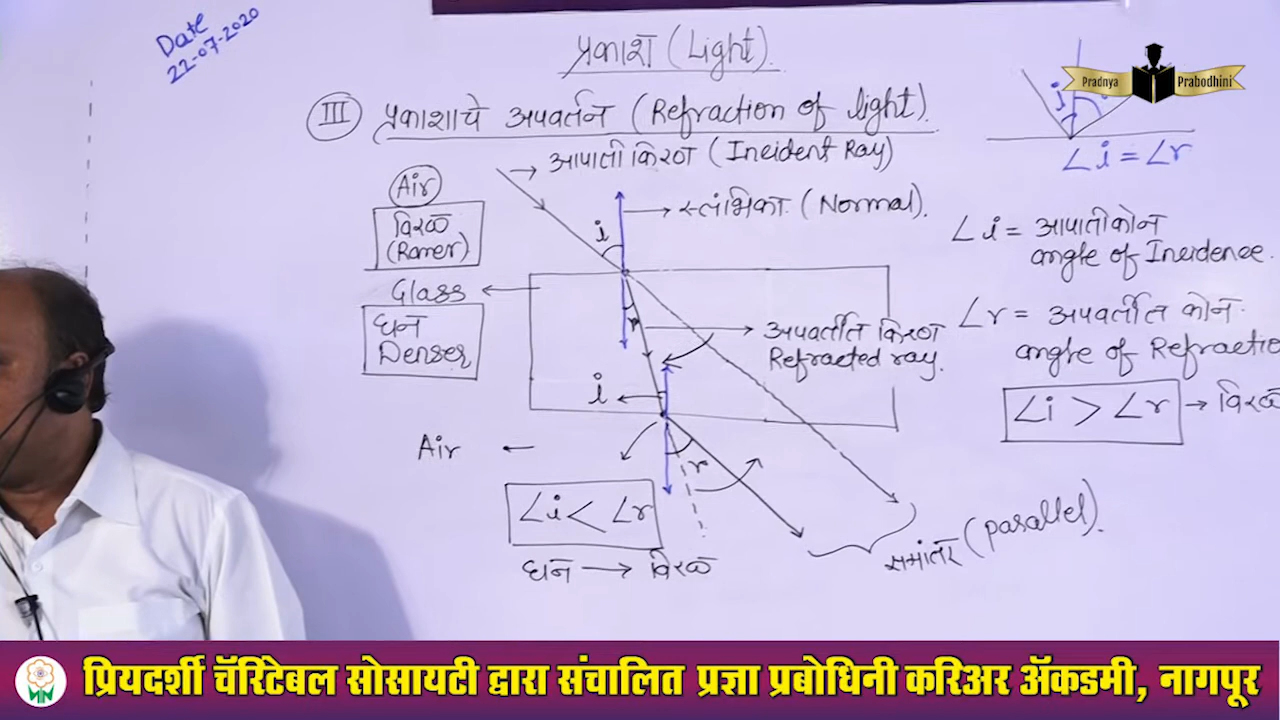 Date
22-07-2020
प्रकाश (Light).
Pradnya Prabodhini
III प्रकाशाचे अपवर्तन (Refraction of light).
∠i = ∠r
→ आपाती किरण (Incident Ray)
Air
विरळ
(Rarer)
→ स्तंभिका (Normal).
i
∠i = आपाती कोन
angle of Incidence.
Glass ←
घन
Denser
r
→ अपवर्तीत किरण
Refracted ray.
∠r = अपवर्तीत कोन
angle of Refractio
i ←
∠i > ∠r → विरळ
Air ←
r
∠i < ∠r
घन → विरळ
समांतर (parallel).
प्रियदर्शी चॅरिटेबल सोसायटी द्वारा संचालित प्रज्ञा प्रबोधिनी करिअर ॲकडमी, नागपूर